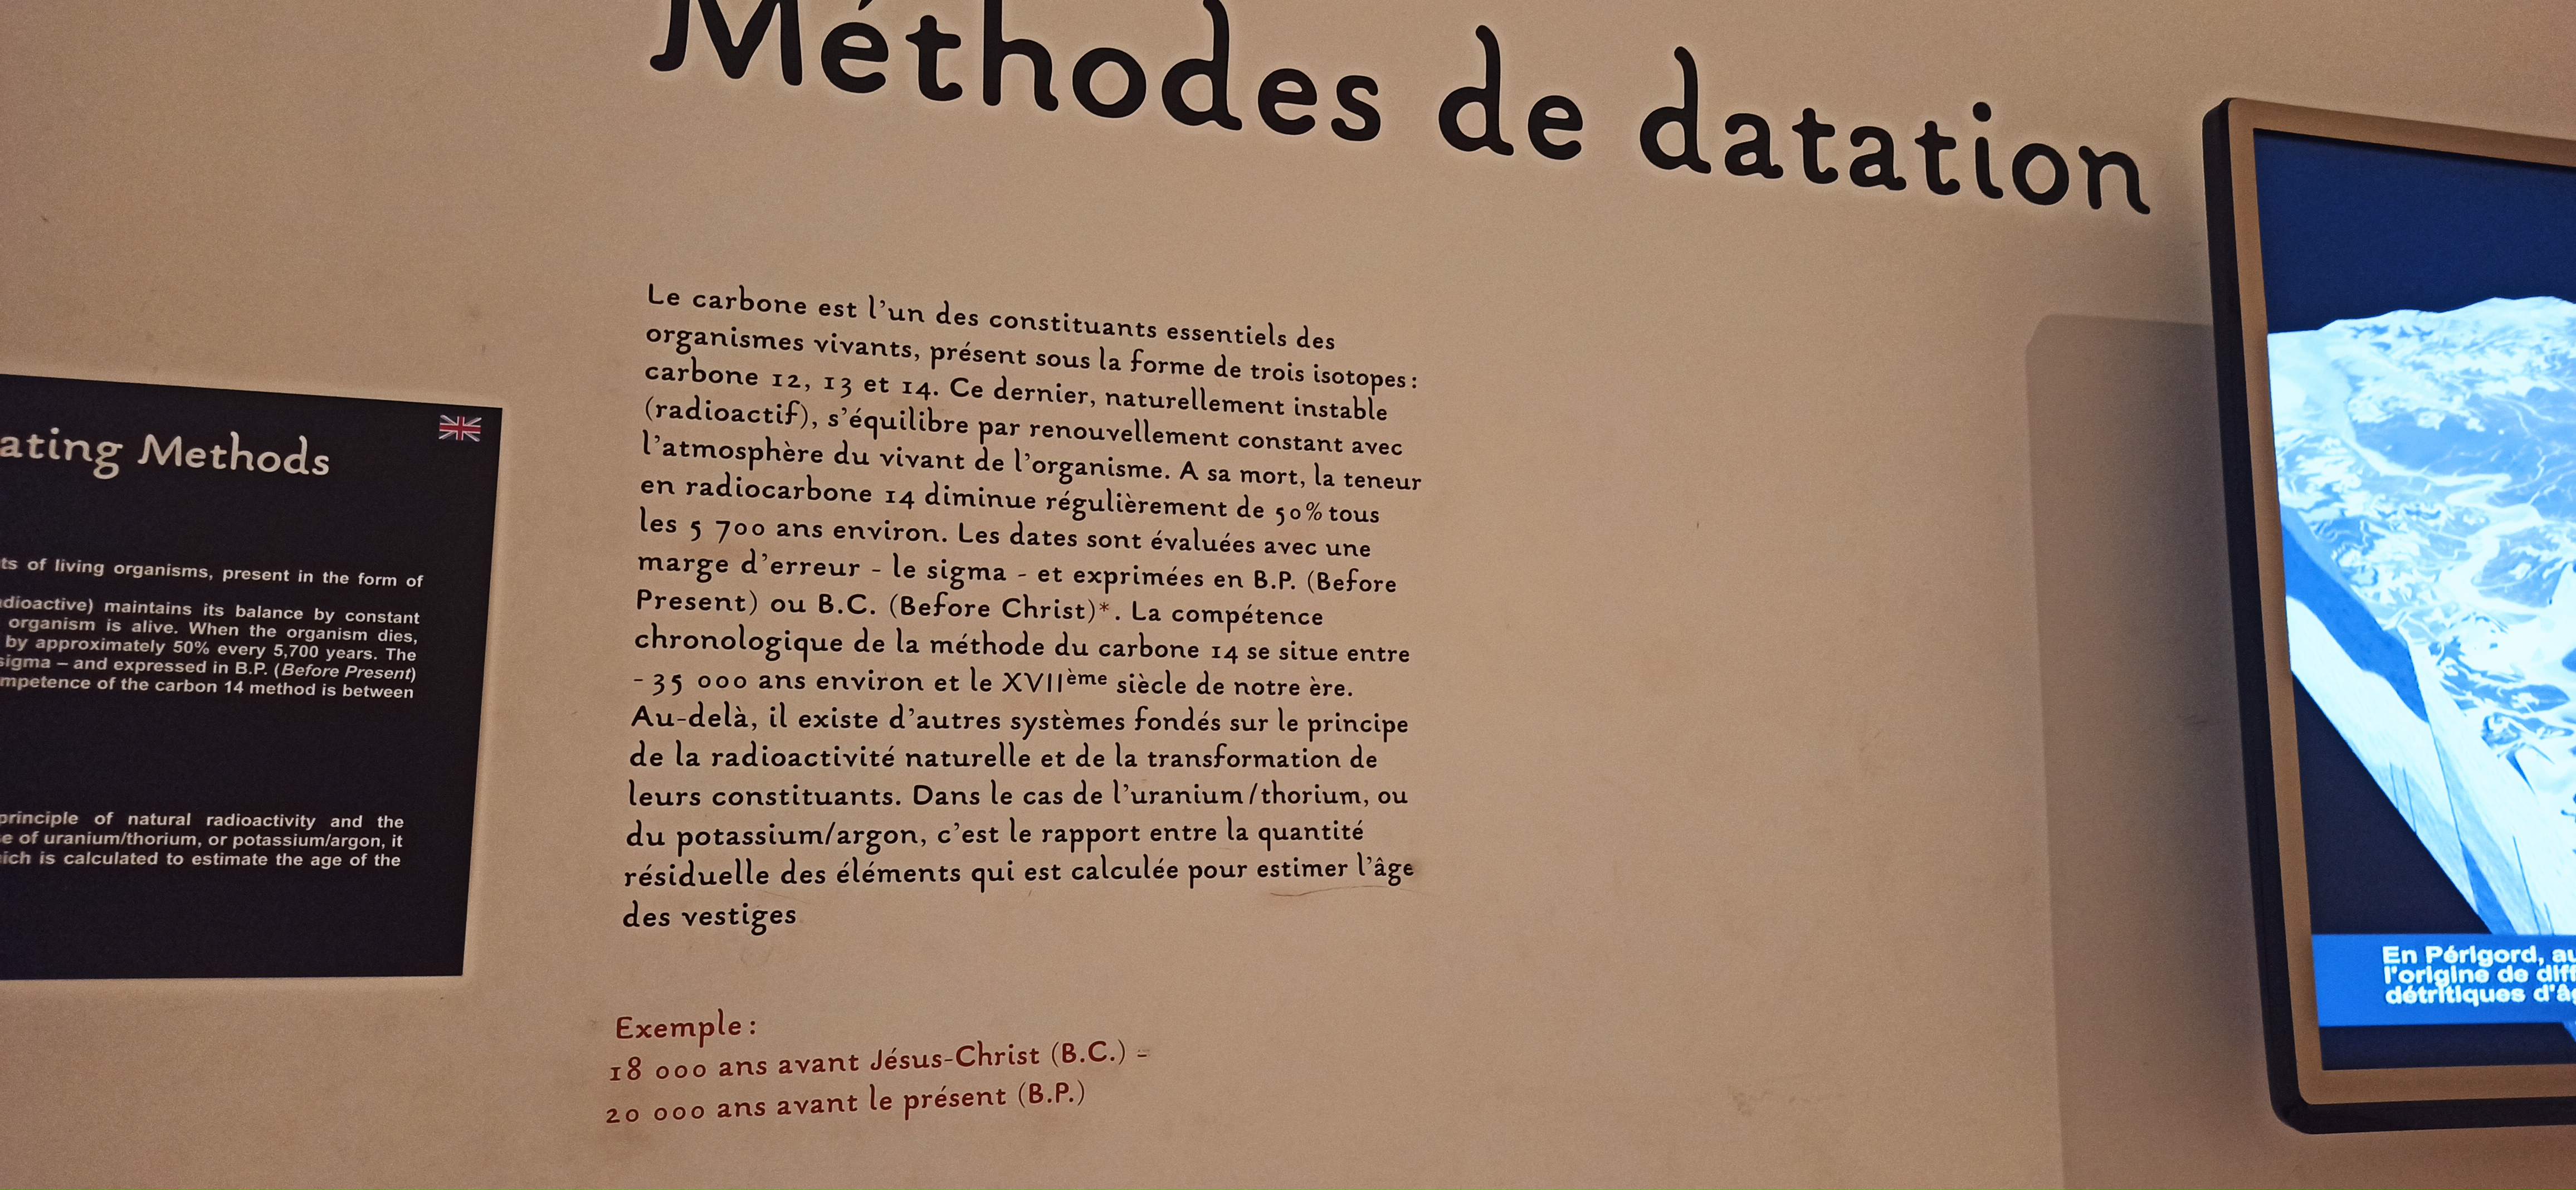 Méthodes de datation
Le carbone est l'un des constituants essentiels des
organismes vivants, présent sous la forme de trois isotopes :
carbone 12, 13 et 14. Ce dernier, naturellement instable
(radioactif), s'équilibre par renouvellement constant avec
l'atmosphère du vivant de l'organisme. A sa mort, la teneur
en radiocarbone 14 diminue régulièrement de 50% tous
les 5 700 ans environ. Les dates sont évaluées avec une
marge d'erreur - le sigma - et exprimées en B.P. (Before
Present) ou B.C. (Before Christ)*. La compétence
chronologique de la méthode du carbone 14 se situe entre
- 35 000 ans environ et le XVIIème siècle de notre ère.
Au-delà, il existe d'autres systèmes fondés sur le principe
de la radioactivité naturelle et de la transformation de
leurs constituants. Dans le cas de l'uranium/thorium, ou
du potassium/argon, c'est le rapport entre la quantité
résiduelle des éléments qui est calculée pour estimer l'âge
des vestiges
Exemple :
18 000 ans avant Jésus-Christ (B.C.) =
20 000 ans avant le présent (B.P.)
ating Methods
ts of living organisms, present in the form of
dioactive) maintains its balance by constant
organism is alive. When the organism dies,
by approximately 50% every 5,700 years. The
sigma – and expressed in B.P. (Before Present)
mpetence of the carbon 14 method is between
principle of natural radioactivity and the
e of uranium/thorium, or potassium/argon, it
ich is calculated to estimate the age of the
En Périgord, au
l'origine de diff
détritiques d'â